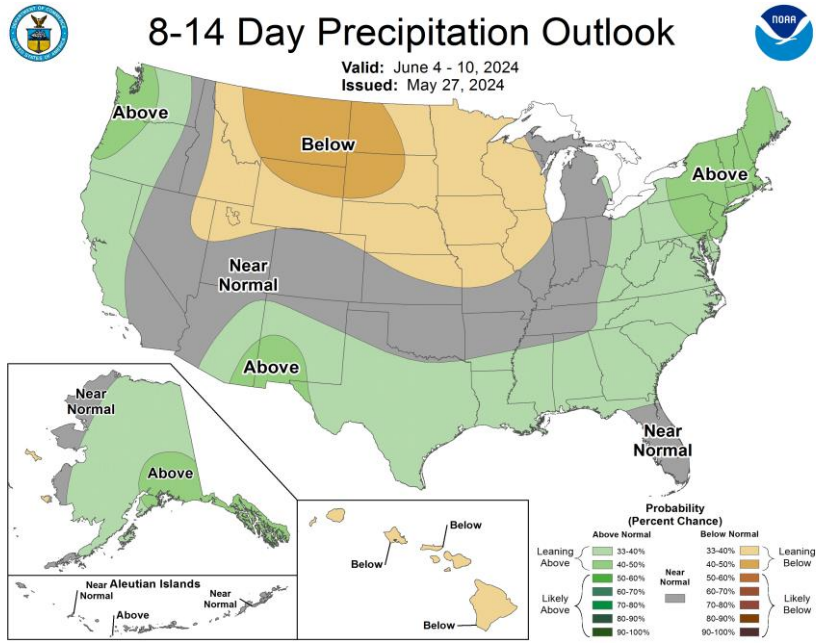 8-14 Day Precipitation Outlook
Valid: June 4 - 10, 2024
Issued: May 27, 2024
NOAA
Above
Below
Above
Near
Normal
Above
Near
Normal
Near
Normal
Above
Below
Below
Below
Aleutian Islands
Near
Normal
Above
Near
Normal
Probability
(Percent Chance)
Above Normal
Below Normal
Leaning
Above
33-40%
40-50%
Likely
Above
50-60%
60-70%
70-80%
80-90%
90-100%
Near
Normal
33-40%
40-50%
Leaning
Below
50-60%
60-70%
70-80%
80-90%
90-100%
Likely
Below